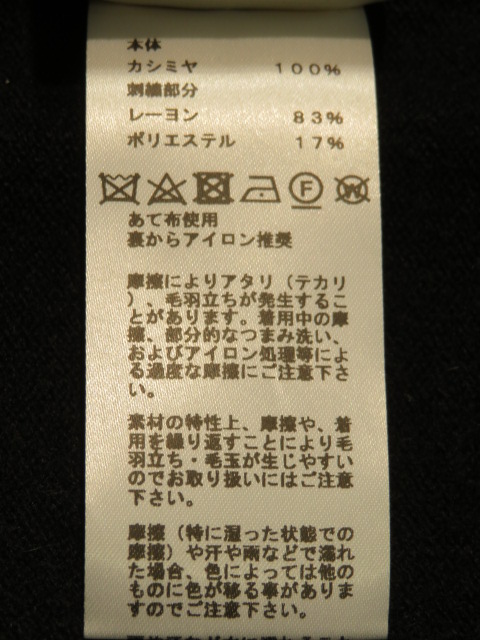 本体
カシミヤ 100%
刺繍部分
レーヨン 83%
ポリエステル 17%
F W
あて布使用
裏からアイロン推奨
摩擦によりアタリ（テカリ
）、毛羽立ちが発生するこ
とがあります。着用中の摩
擦、部分的なつまみ洗い、
およびアイロン処理等によ
る過度な摩擦にご注意下さ
い。
素材の特性上、摩擦や、着
用を繰り返すことにより毛
羽立ち・毛玉が生じやすい
のでお取り扱いにはご注意
下さい。
摩擦（特に湿った状態での
摩擦）や汗や雨などで濡れ
た場合、色によっては他の
ものに色が移る事がありま
すのでご注意下さい。